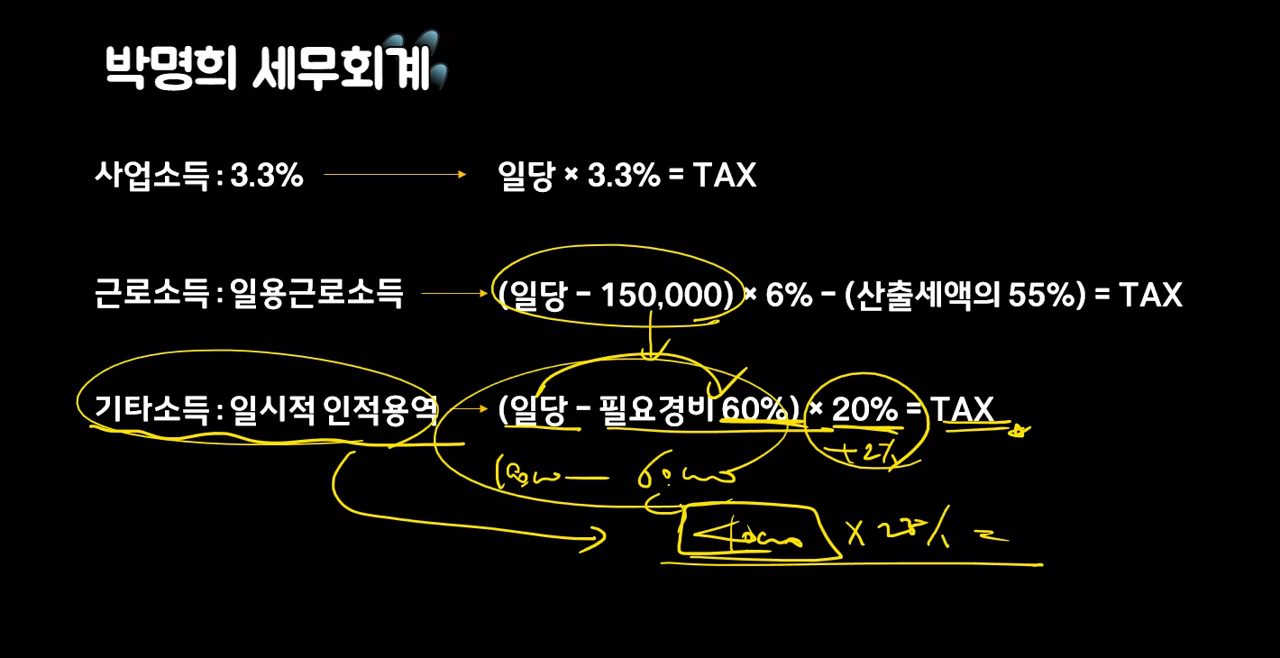 박명희 세무회계
사업소득 : 3.3% 일당 × 3.3% = TAX
근로소득 : 일용근로소득 (일당 - 150,000) × 6% - (산출세액의 55%) = TAX
기타소득 : 일시적 인적용역 (일당 - 필요경비 60%) × 20% = TAX
+2%